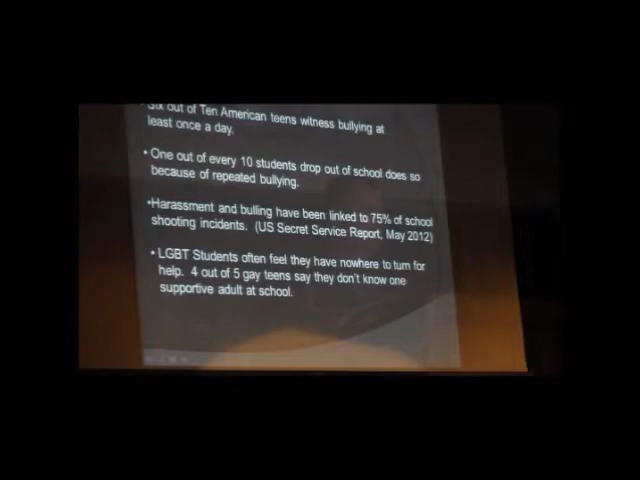 • Six out of Ten American teens witness bullying at
least once a day.
• One out of every 10 students drop out of school does so
because of repeated bullying.
•Harassment and bulling have been linked to 75% of school
shooting incidents. (US Secret Service Report, May 2012)
• LGBT Students often feel they have nowhere to turn for
help. 4 out of 5 gay teens say they don't know one
supportive adult at school.